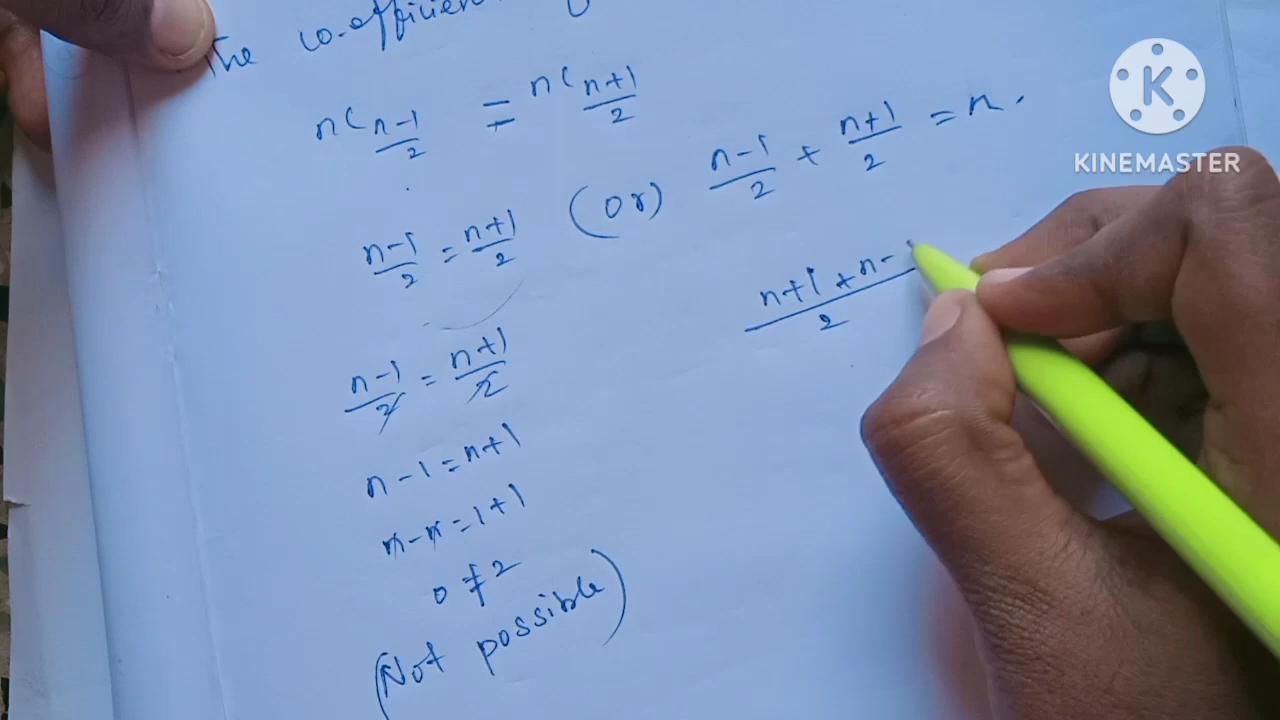 The co-efficien
nC n-1/2 = nC n+1/2
n-1/2 = n+1/2 (or) n-1/2 + n+1/2 = n.
n+1+n-/2
n-1/2 = n+1/2
n-1=n+1
n-n=1+1
0≠2
(Not possible)
K
KINEMASTER